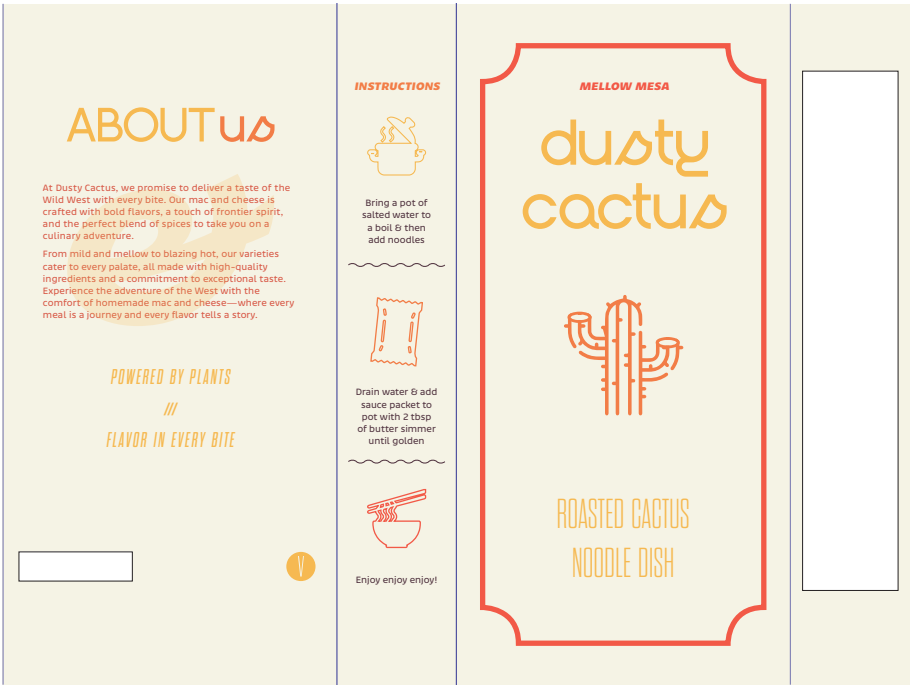 ABOUT us
At Dusty Cactus, we promise to deliver a taste of the
Wild West with every bite. Our mac and cheese is
crafted with bold flavors, a touch of frontier spirit,
and the perfect blend of spices to take you on a
culinary adventure.
From mild and mellow to blazing hot, our varieties
cater to every palate, all made with high-quality
ingredients and a commitment to exceptional taste.
Experience the adventure of the West with the
comfort of homemade mac and cheese—where every
meal is a journey and every flavor tells a story.
POWERED BY PLANTS
///
FLAVOR IN EVERY BITE
V
INSTRUCTIONS
Bring a pot of
salted water to
a boil & then
add noodles
Drain water & add
sauce packet to
pot with 2 tbsp
of butter simmer
until golden
Enjoy enjoy enjoy!
MELLOW MESA
dusty
cactus
ROASTED CACTUS
NOODLE DISH